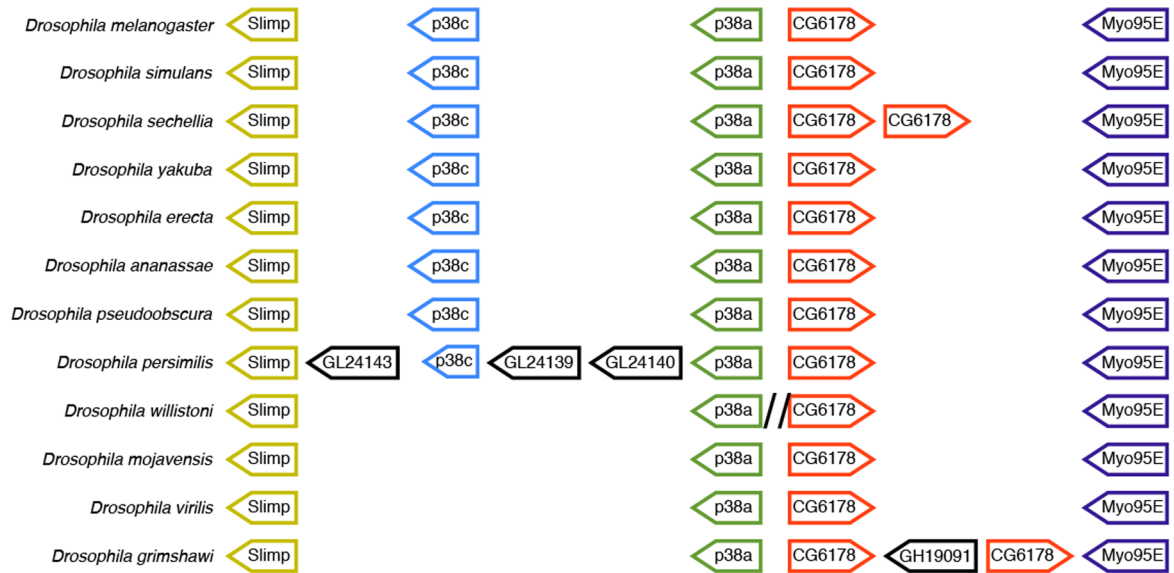 Drosophila melanogaster Slimp p38c p38a CG6178 Myo95E
Drosophila simulans Slimp p38c p38a CG6178 Myo95E
Drosophila sechellia Slimp p38c p38a CG6178 CG6178 Myo95E
Drosophila yakuba Slimp p38c p38a CG6178 Myo95E
Drosophila erecta Slimp p38c p38a CG6178 Myo95E
Drosophila ananassae Slimp p38c p38a CG6178 Myo95E
Drosophila pseudoobscura Slimp p38c p38a CG6178 Myo95E
Drosophila persimilis Slimp GL24143 p38c GL24139 GL24140 p38a CG6178 Myo95E
Drosophila willistoni Slimp p38a // CG6178 Myo95E
Drosophila mojavensis Slimp p38a CG6178 Myo95E
Drosophila virilis Slimp p38a CG6178 Myo95E
Drosophila grimshawi Slimp p38a CG6178 GH19091 CG6178 Myo95E